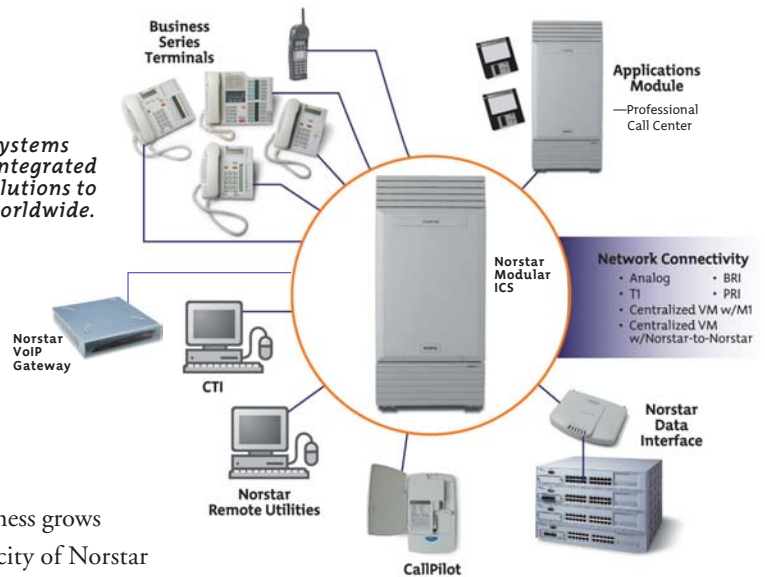 Business
Series
Terminals
Applications
Module
—Professional
Call Center
ystems
ntegrated
lutions to
orldwide.
Norstar
Modular
ICS
Network Connectivity
• Analog • BRI
• T1 • PRI
• Centralized VM w/M1
• Centralized VM
w/Norstar-to-Norstar
Norstar
VoIP
Gateway
CTI
Norstar
Data
Interface
Norstar
Remote Utilities
CallPilot
ness grows
city of Norstar